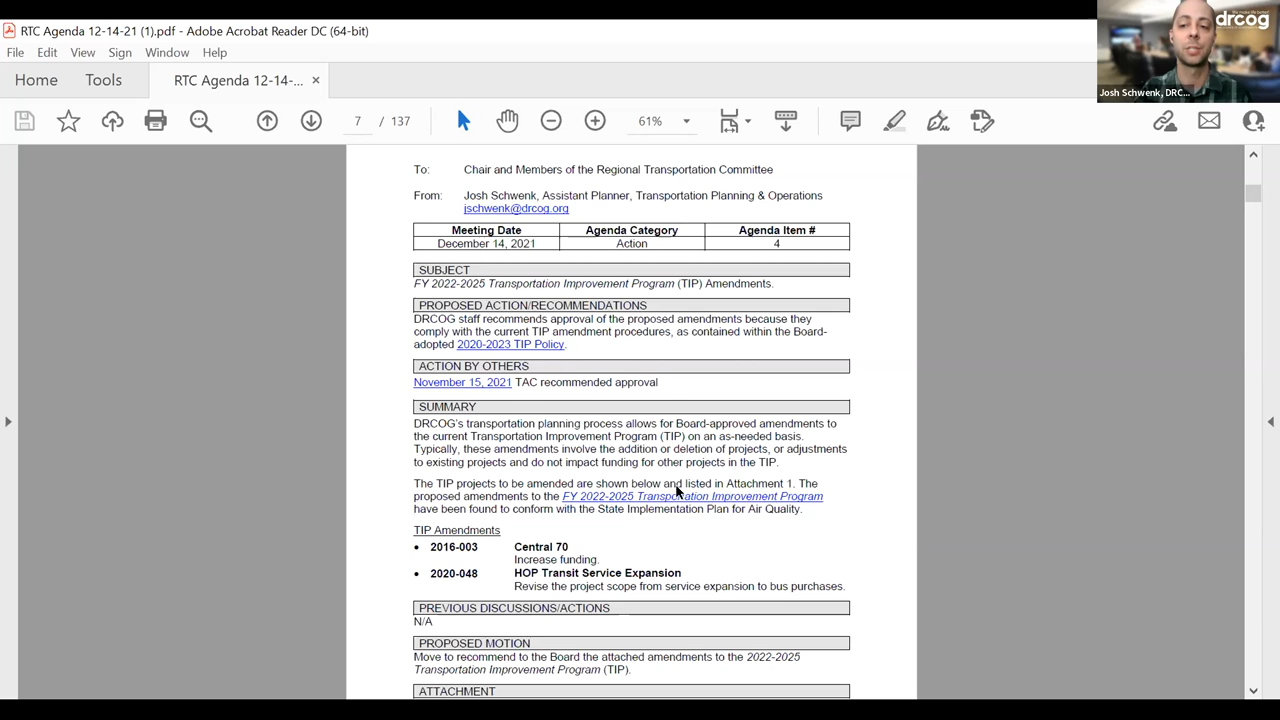 RTC Agenda 12-14-21 (1).pdf - Adobe Acrobat Reader DC (64-bit)
File Edit View Sign Window Help
Home Tools RTC Agenda 12-14-... ×
7 / 137 61%
drcog
Josh Schwenk, DRC...
To: Chair and Members of the Regional Transportation Committee
From: Josh Schwenk, Assistant Planner, Transportation Planning & Operations
jschwenk@drcog.org
Meeting Date Agenda Category Agenda Item #
December 14, 2021 Action 4
SUBJECT
FY 2022-2025 Transportation Improvement Program (TIP) Amendments.
PROPOSED ACTION/RECOMMENDATIONS
DRCOG staff recommends approval of the proposed amendments because they
comply with the current TIP amendment procedures, as contained within the Board-
adopted 2020-2023 TIP Policy.
ACTION BY OTHERS
November 15, 2021 TAC recommended approval
SUMMARY
DRCOG's transportation planning process allows for Board-approved amendments to
the current Transportation Improvement Program (TIP) on an as-needed basis.
Typically, these amendments involve the addition or deletion of projects, or adjustments
to existing projects and do not impact funding for other projects in the TIP.
The TIP projects to be amended are shown below and listed in Attachment 1. The
proposed amendments to the FY 2022-2025 Transportation Improvement Program
have been found to conform with the State Implementation Plan for Air Quality.
TIP Amendments
• 2016-003 Central 70
Increase funding.
• 2020-048 HOP Transit Service Expansion
Revise the project scope from service expansion to bus purchases.
PREVIOUS DISCUSSIONS/ACTIONS
N/A
PROPOSED MOTION
Move to recommend to the Board the attached amendments to the 2022-2025
Transportation Improvement Program (TIP).
ATTACHMENT